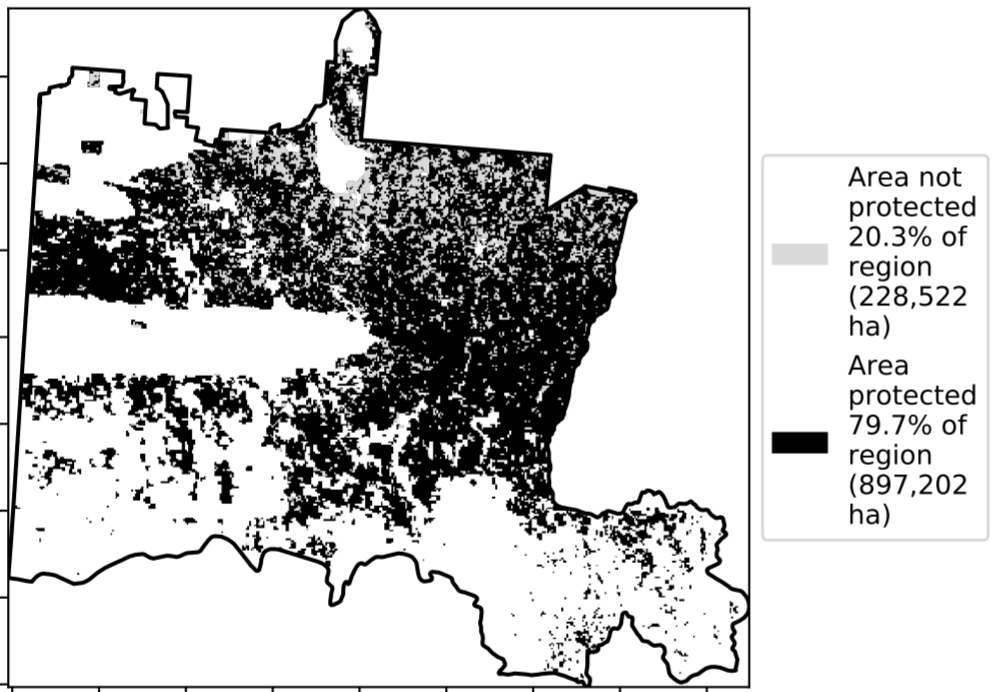 Area not
protected
20.3% of
region
(228,522
ha)
Area
protected
79.7% of
region
(897,202
ha)